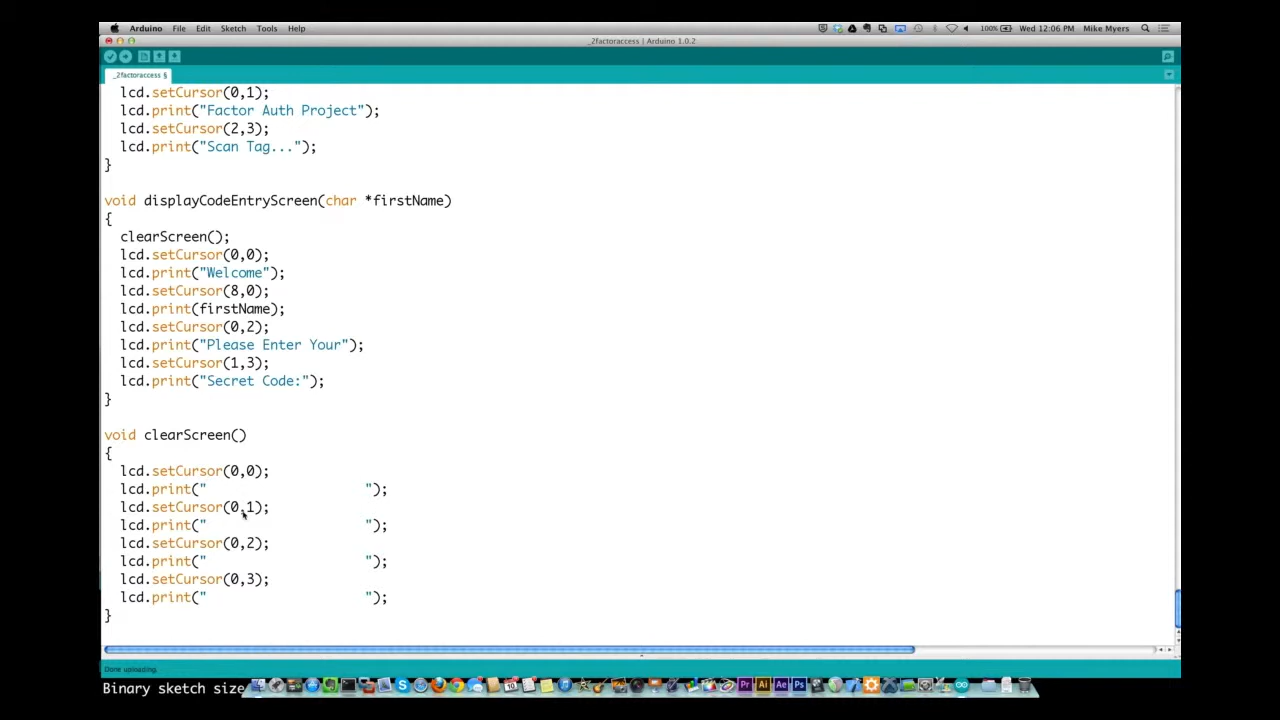 Arduino File Edit Sketch Tools Help 100% Wed 12:06 PM Mike Myers
_2factoraccess | Arduino 1.0.2
_2factoraccess §
lcd.setCursor(0,1);
lcd.print("Factor Auth Project");
lcd.setCursor(2,3);
lcd.print("Scan Tag...");
}
void displayCodeEntryScreen(char *firstName)
{
clearScreen();
lcd.setCursor(0,0);
lcd.print("Welcome");
lcd.setCursor(8,0);
lcd.print(firstName);
lcd.setCursor(0,2);
lcd.print("Please Enter Your");
lcd.setCursor(1,3);
lcd.print("Secret Code:");
}
void clearScreen()
{
lcd.setCursor(0,0);
lcd.print("                    ");
lcd.setCursor(0,1);
lcd.print("                    ");
lcd.setCursor(0,2);
lcd.print("                    ");
lcd.setCursor(0,3);
lcd.print("                    ");
}
Done uploading.
Binary sketch size